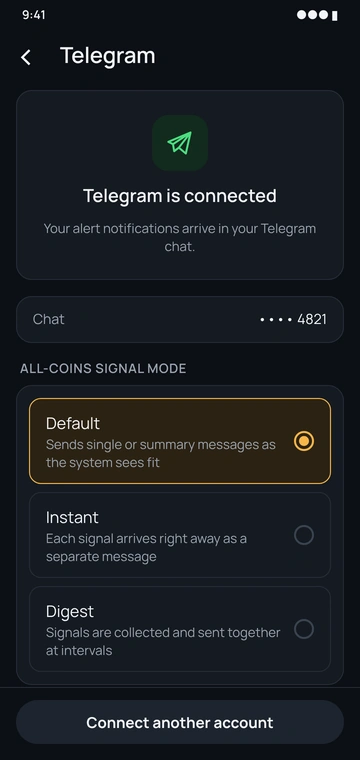 9:41
Telegram
Telegram is connected
Your alert notifications arrive in your Telegram
chat.
Chat
•••• 4821
ALL-COINS SIGNAL MODE
Default
Sends single or summary messages as
the system sees fit
Instant
Each signal arrives right away as a
separate message
Digest
Signals are collected and sent together
at intervals
Connect another account